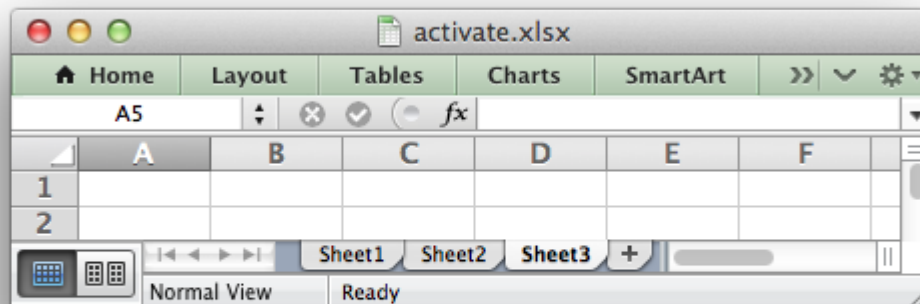 activate.xlsx
Home Layout Tables Charts SmartArt
A5 fx
A B C D E F
1
2
Sheet1 Sheet2 Sheet3 +
Normal View Ready